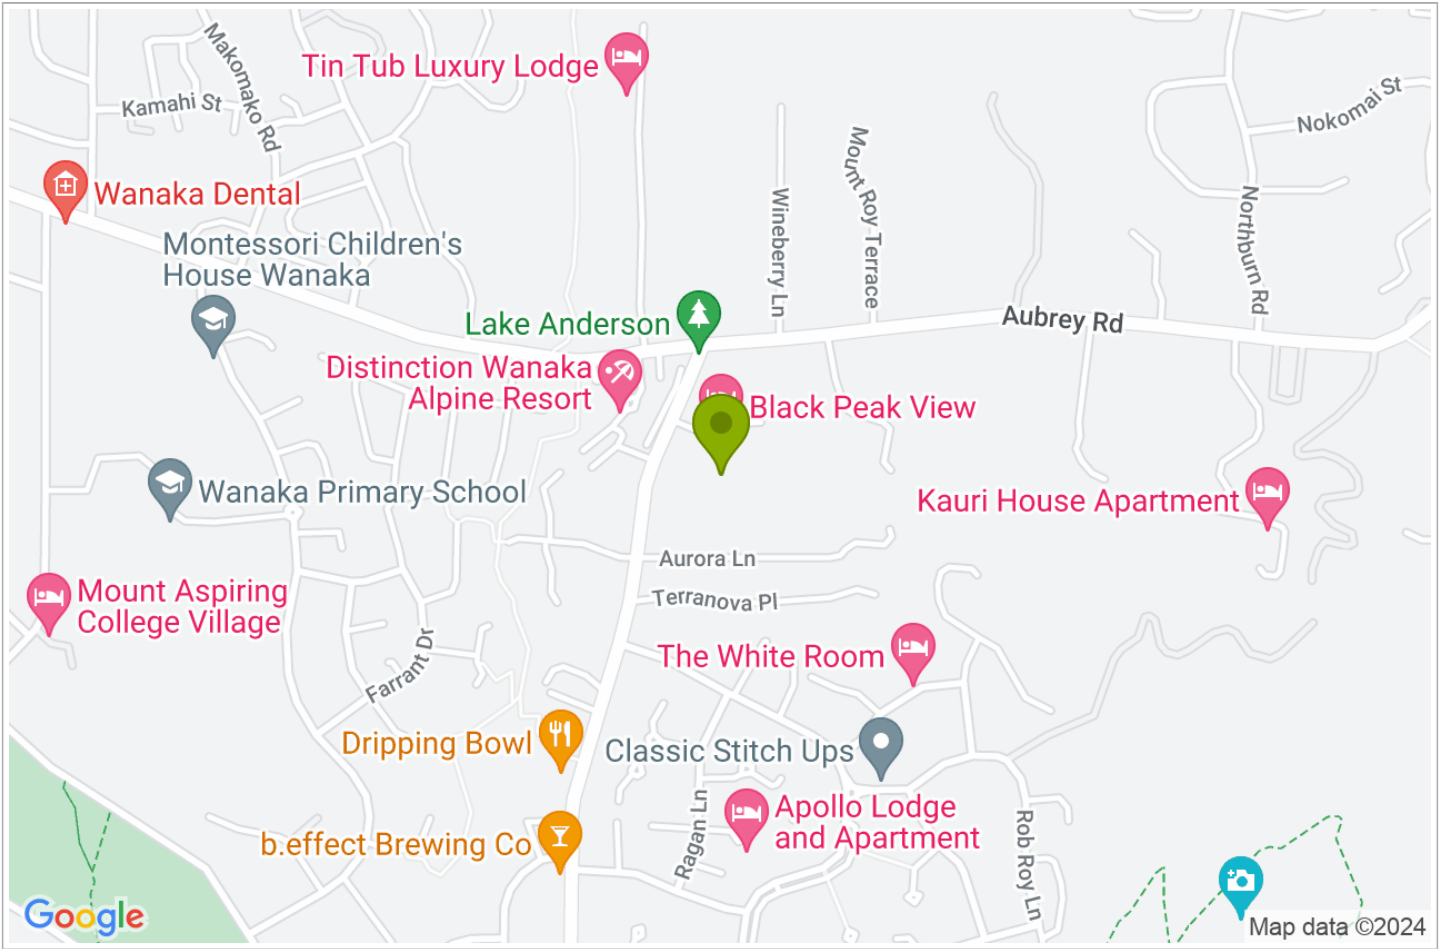 Tin Tub Luxury Lodge
Makomako Rd
Kamahi St
Nokomai St
Wanaka Dental
Montessori Children's
House Wanaka
Wineberry Ln
Mount Roy Terrace
Northburn Rd
Lake Anderson
Aubrey Rd
Distinction Wanaka
Alpine Resort
Black Peak View
Wanaka Primary School
Kauri House Apartment
Aurora Ln
Mount Aspiring
College Village
Terranova Pl
Farrant Dr
The White Room
Dripping Bowl
Classic Stitch Ups
Ragan Ln
Apollo Lodge
and Apartment
Rob Roy Ln
b.effect Brewing Co
Google
Map data ©2024